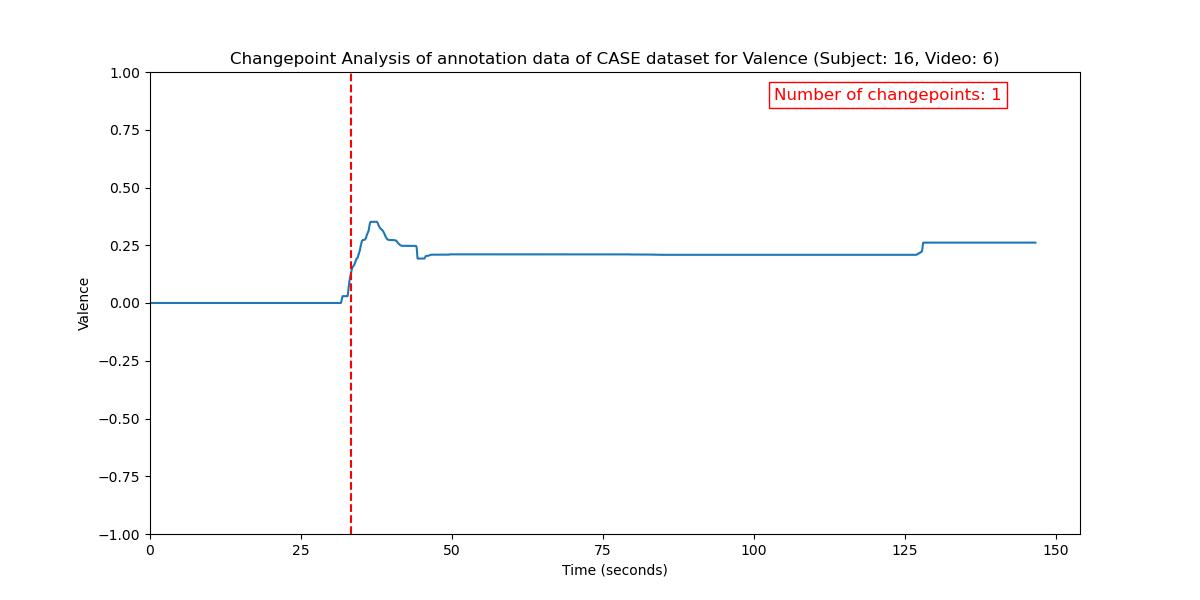 Changepoint Analysis of annotation data of CASE dataset for Valence (Subject: 16, Video: 6)
Number of changepoints: 1
1.00
0.75
0.50
0.25
0.00
−0.25
−0.50
−0.75
−1.00
Valence
0 25 50 75 100 125 150
Time (seconds)